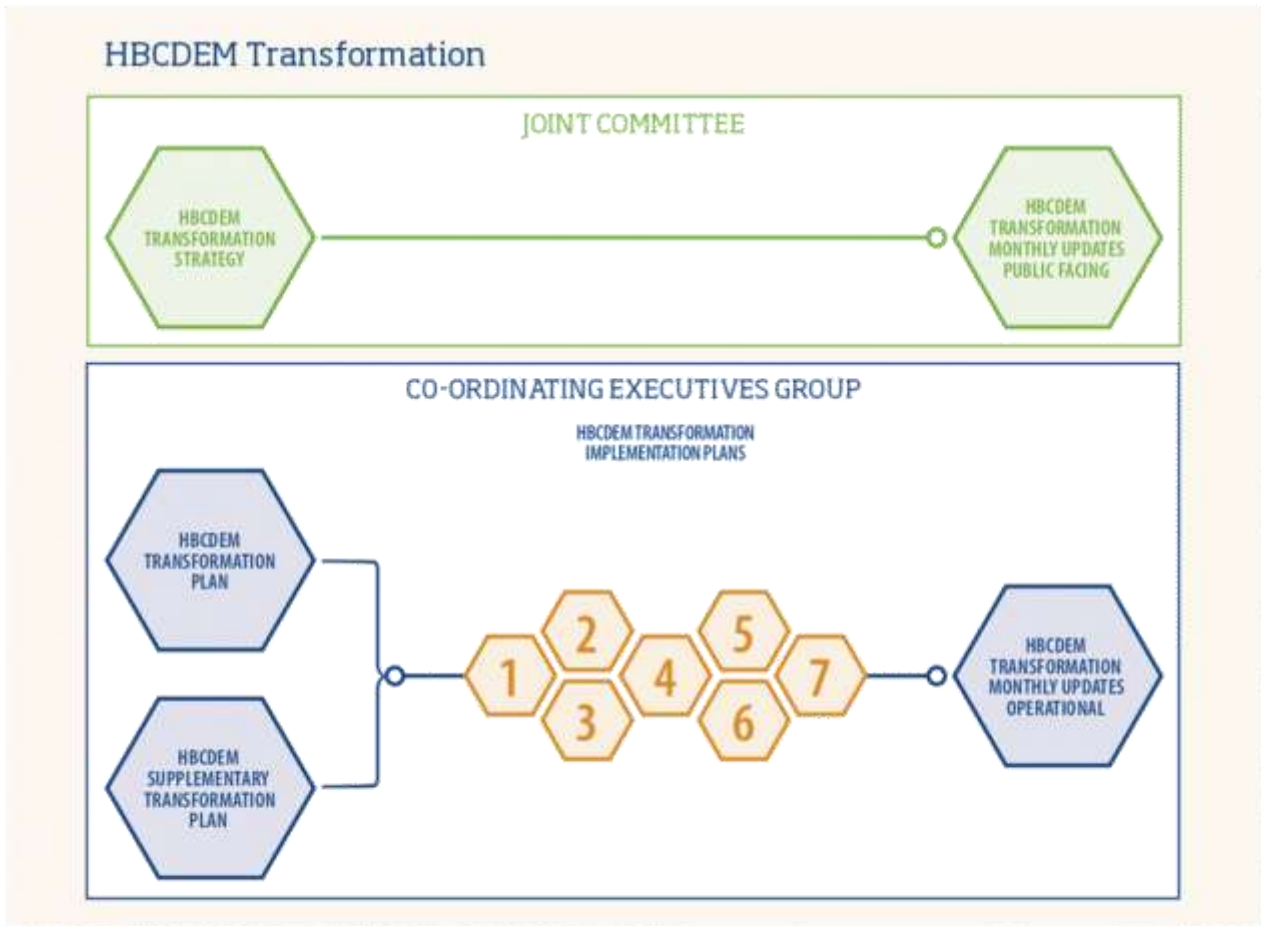 HBCDEM Transformation
JOINT COMMITTEE
HBCDEM
TRANSFORMATION
STRATEGY
HBCDEM
TRANSFORMATION
MONTHLY UPDATES
PUBLIC FACING
CO-ORDINATING EXECUTIVES GROUP
HBCDEM TRANSFORMATION
IMPLEMENTATION PLANS
HBCDEM
TRANSFORMATION
PLAN
HBCDEM
SUPPLEMENTARY
TRANSFORMATION
PLAN
1
2
3
4
5
6
7
HBCDEM
TRANSFORMATION
MONTHLY UPDATES
OPERATIONAL